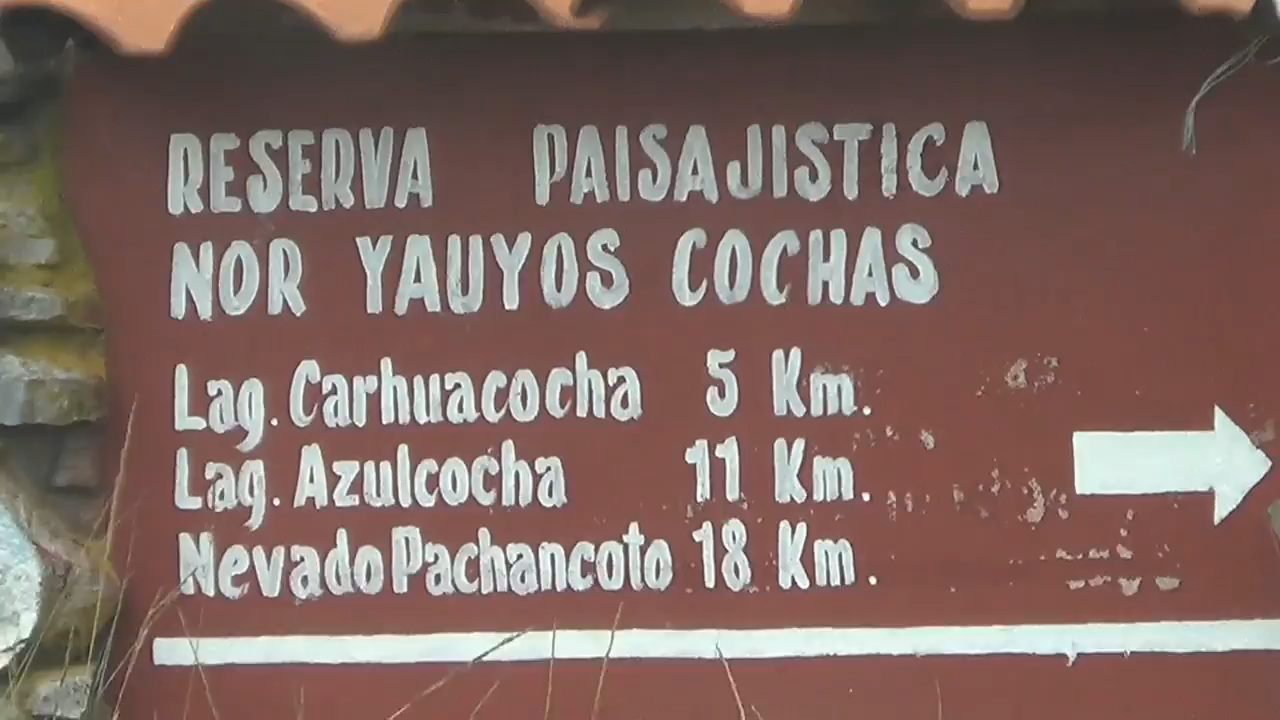 RESERVA PAISAJISTICA
NOR YAUYOS COCHAS
Lag. Carhuacocha 5 Km.
Lag. Azulcocha 11 Km.
Nevado Pachancoto 18 Km.